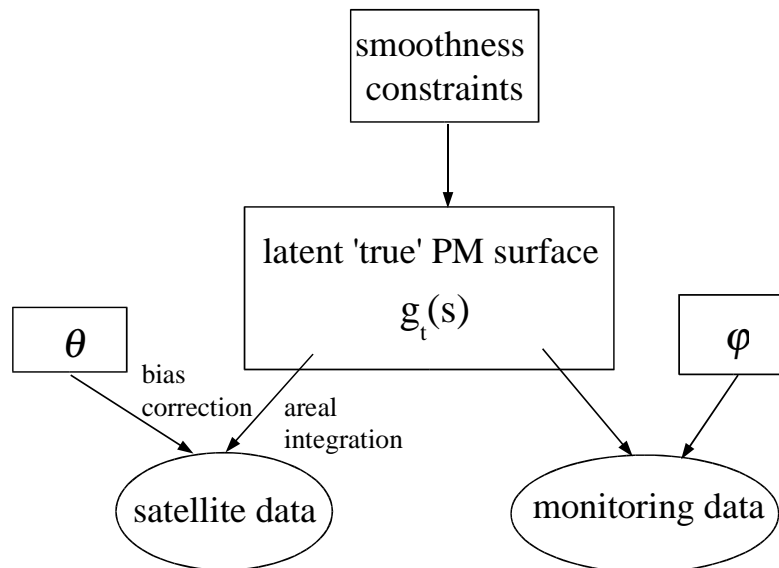 smoothness
constraints
latent 'true' PM surface
g_t(s)
θ
φ
bias
correction
areal
integration
satellite data
monitoring data